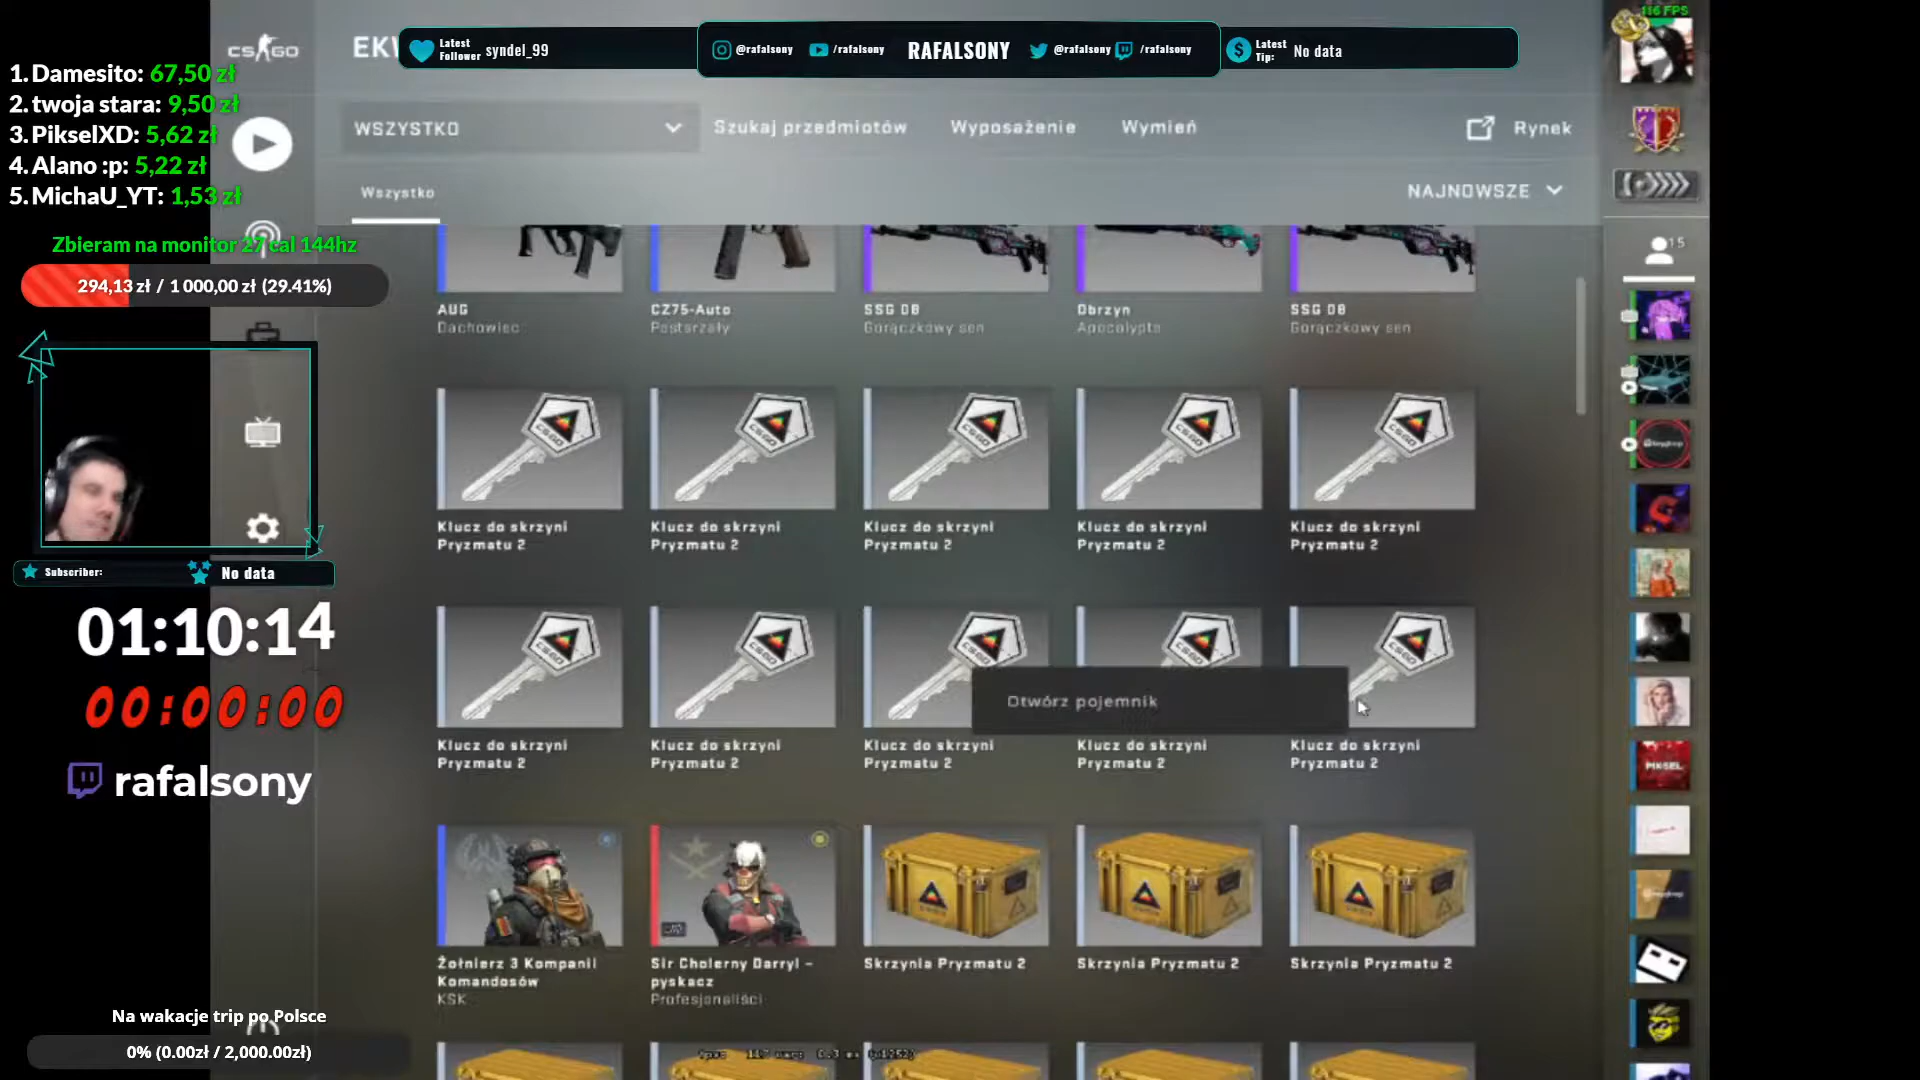 116 FPS
CS:GO
Latest
Follower
syndel_99
@rafalsony
/rafalsony
RAFALSONY
@rafalsony
/rafalsony
Latest
Tip:
No data
1. Damesito: 67,50 zł
2. twoja stara: 9,50 zł
3. PikselXD: 5,62 zł
4. Alano :p: 5,22 zł
5. MichaU_YT: 1,53 zł
WSZYSTKO
Szukaj przedmiotów
Wyposażenie
Wymień
Rynek
Wszystko
NAJNOWSZE
15
Zbieram na monitor 27 cal 144hz
294,13 zł / 1 000,00 zł (29.41%)
AUG
Dachowiec
CZ75-Auto
Postarzały
SSG 08
Gorączkowy sen
Obrzyn
Apocalypto
SSG 08
Gorączkowy sen
Klucz do skrzyni
Pryzmatu 2
Klucz do skrzyni
Pryzmatu 2
Klucz do skrzyni
Pryzmatu 2
Klucz do skrzyni
Pryzmatu 2
Klucz do skrzyni
Pryzmatu 2
Subscriber:
No data
01:10:14
00:00:00
rafalsony
Otwórz pojemnik
Klucz do skrzyni
Pryzmatu 2
Klucz do skrzyni
Pryzmatu 2
Klucz do skrzyni
Pryzmatu 2
Klucz do skrzyni
Pryzmatu 2
Klucz do skrzyni
Pryzmatu 2
PIKSEL
Żołnierz 3 Kompanii
Komandosów
KSK
Sir Cholerny Darryl –
pyskacz
Profesjonaliści
Skrzynia Pryzmatu 2
Skrzynia Pryzmatu 2
Skrzynia Pryzmatu 2
Na wakacje trip po Polsce
0% (0.00zł / 2,000.00zł)